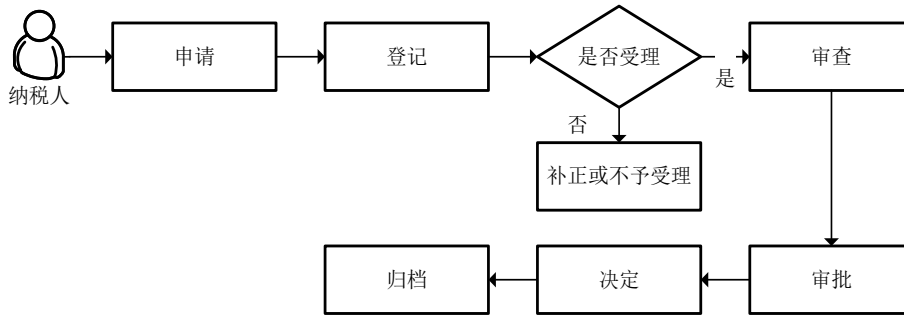 纳税人
申请
登记
是否受理
是
审查
否
补正或不予受理
归档
决定
审批